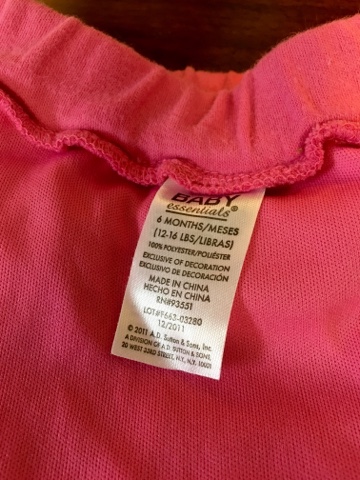 BABY
essentials®
6 MONTHS/MESES
(12-16 LBS/LIBRAS)
100% POLYESTER/POLIÉSTER
EXCLUSIVE OF DECORATION
EXCLUSIVO DE DECORACIÓN
MADE IN CHINA
HECHO EN CHINA
RN#93551
LOT#F663-03280
12/2011
© 2011 A.D. Sutton & Sons, Inc.
A DIVISION OF A.D. SUTTON & SONS,
20 WEST 33RD STREET, N.Y., N.Y. 10001